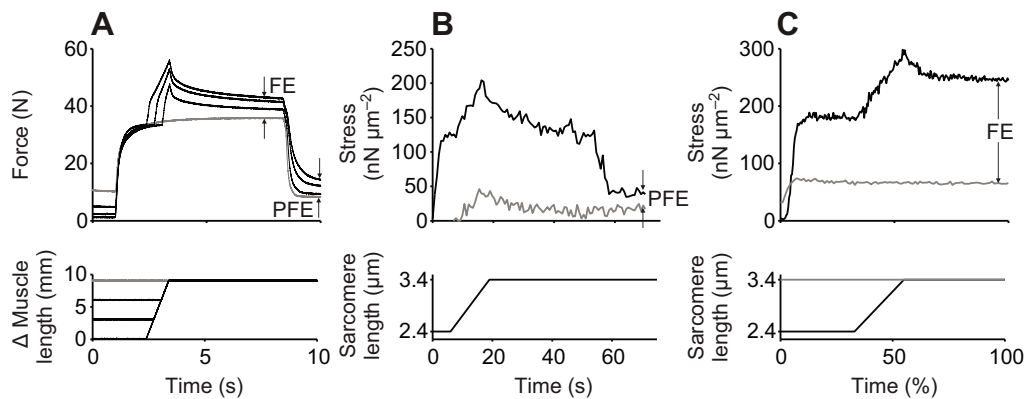 A
60
40
20
0
Force (N)
FE
PFE
10
5
0
Δ Muscle
length (mm)
0
5
10
Time (s)
B
250
200
150
100
50
0
Stress
(nN µm–2)
PFE
3.4
2.4
Sarcomere
length (µm)
0
20
40
60
Time (s)
C
300
200
100
0
Stress
(nN µm–2)
FE
3.4
2.4
Sarcomere
length (µm)
0
50
100
Time (%)